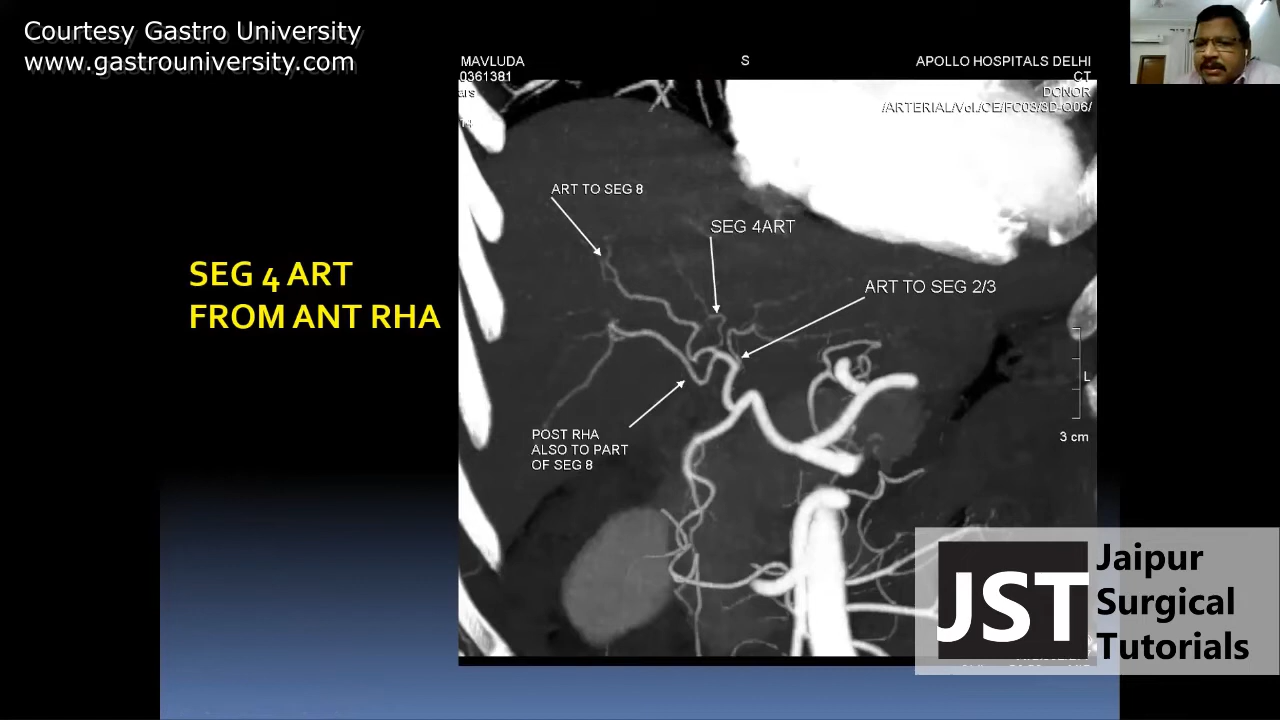 Courtesy Gastro University
www.gastrouniversity.com
MAVLUDA
0361381
S
APOLLO HOSPITALS DELHI
CT
DONOR
/ARTERIAL/Vol./CE/FC03/3D-Q06/
ART TO SEG 8
SEG 4ART
ART TO SEG 2/3
SEG 4 ART
FROM ANT RHA
L
3 cm
POST RHA
ALSO TO PART
OF SEG 8
JST
Jaipur
Surgical
Tutorials